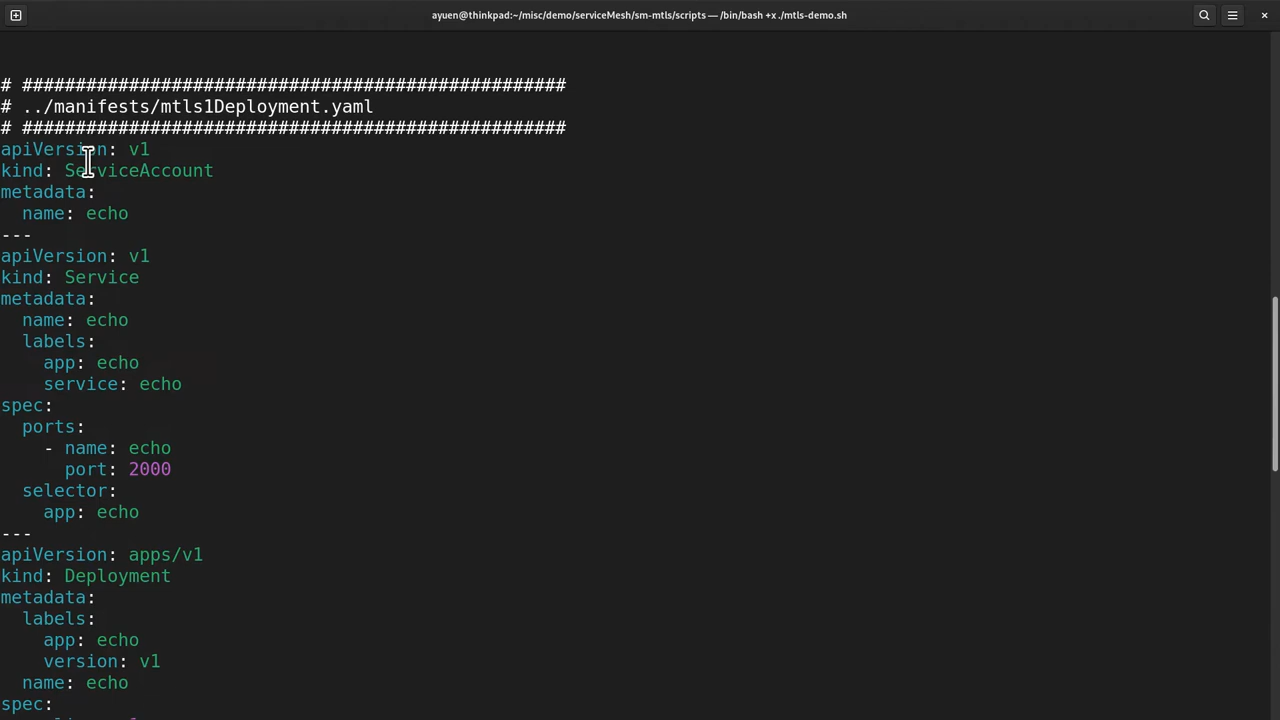 ayuen@thinkpad:~/misc/demo/serviceMesh/sm-mtls/scripts — /bin/bash +x ./mtls-demo.sh
# ###################################################
# ../manifests/mtls1Deployment.yaml
# ###################################################
apiVersion: v1
kind: ServiceAccount
metadata:
  name: echo
---
apiVersion: v1
kind: Service
metadata:
  name: echo
  labels:
    app: echo
    service: echo
spec:
  ports:
    - name: echo
      port: 2000
  selector:
    app: echo
---
apiVersion: apps/v1
kind: Deployment
metadata:
  labels:
    app: echo
    version: v1
  name: echo
spec: